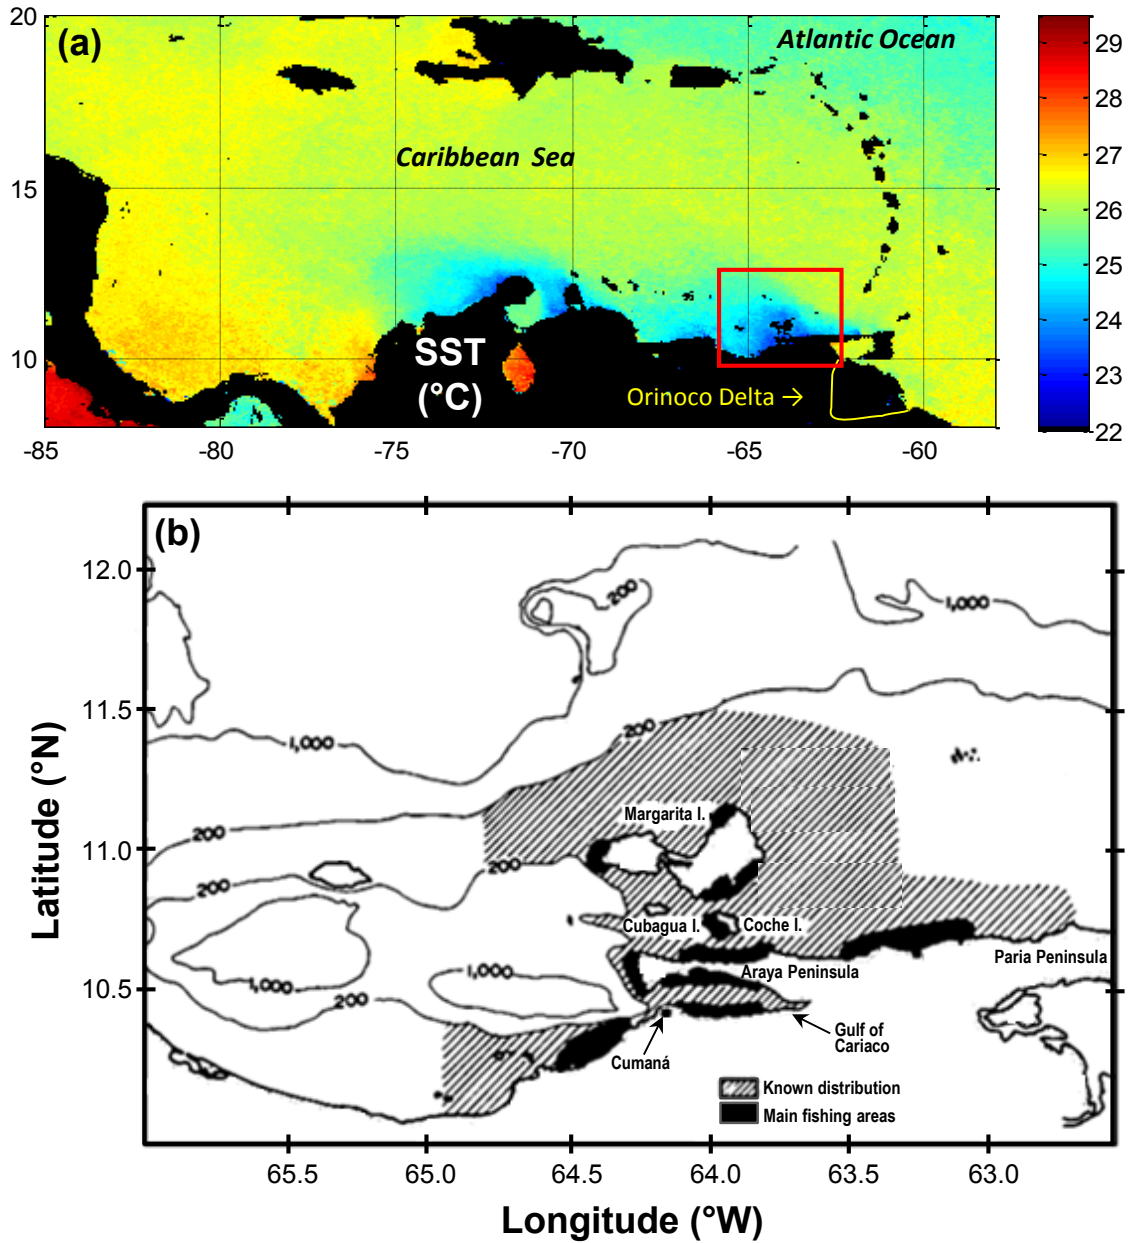 (a)
Atlantic Ocean
Caribbean Sea
SST
(°C)
Orinoco Delta →
20
15
10
-85
-80
-75
-70
-65
-60
29
28
27
26
25
24
23
22
(b)
12.0
11.5
11.0
10.5
Latitude (°N)
200
1,000
1,000
200
200
Margarita I.
200
200
Cubagua I.
Coche I.
1,000
1,000
200
Araya Peninsula
Paria Peninsula
Gulf of
Cariaco
Cumaná
Known distribution
Main fishing areas
65.5
65.0
64.4
64.0
63.5
63.0
Longitude (°W)